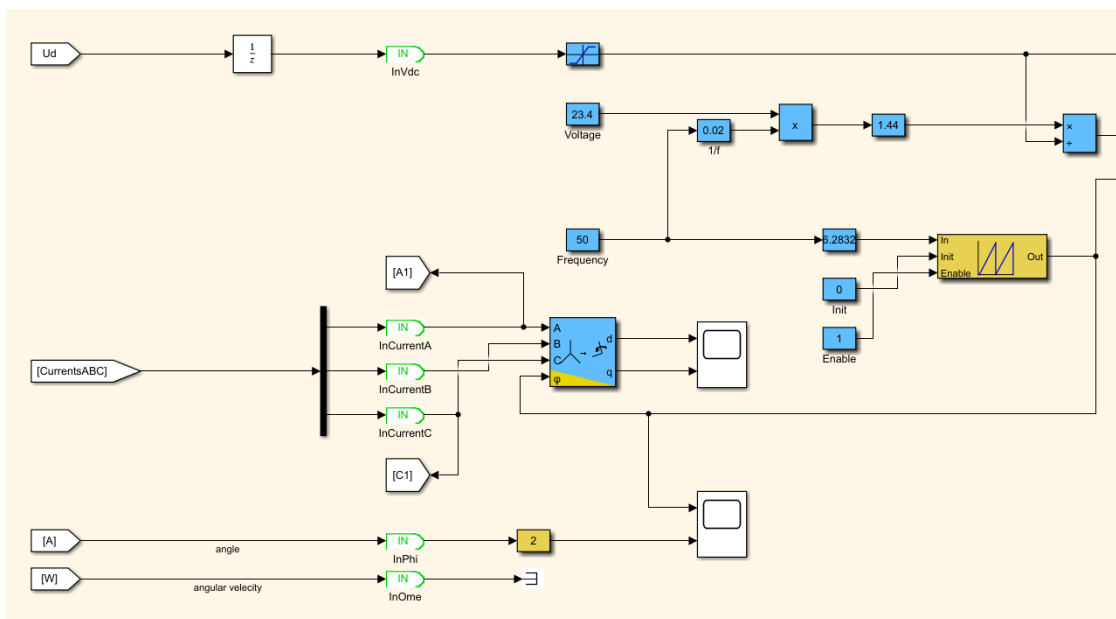 Ud
1
z
IN
InVdc
23.4
Voltage
0.02
1/f
x
1.44
×
÷
50
Frequency
6.2832
In
Init
Enable
Out
0
Init
1
Enable
[A1]
IN
InCurrentA
A
B
C
φ
d
q
[CurrentsABC]
IN
InCurrentB
IN
InCurrentC
[C1]
[A]
angle
IN
InPhi
2
[W]
angular velecity
IN
InOme